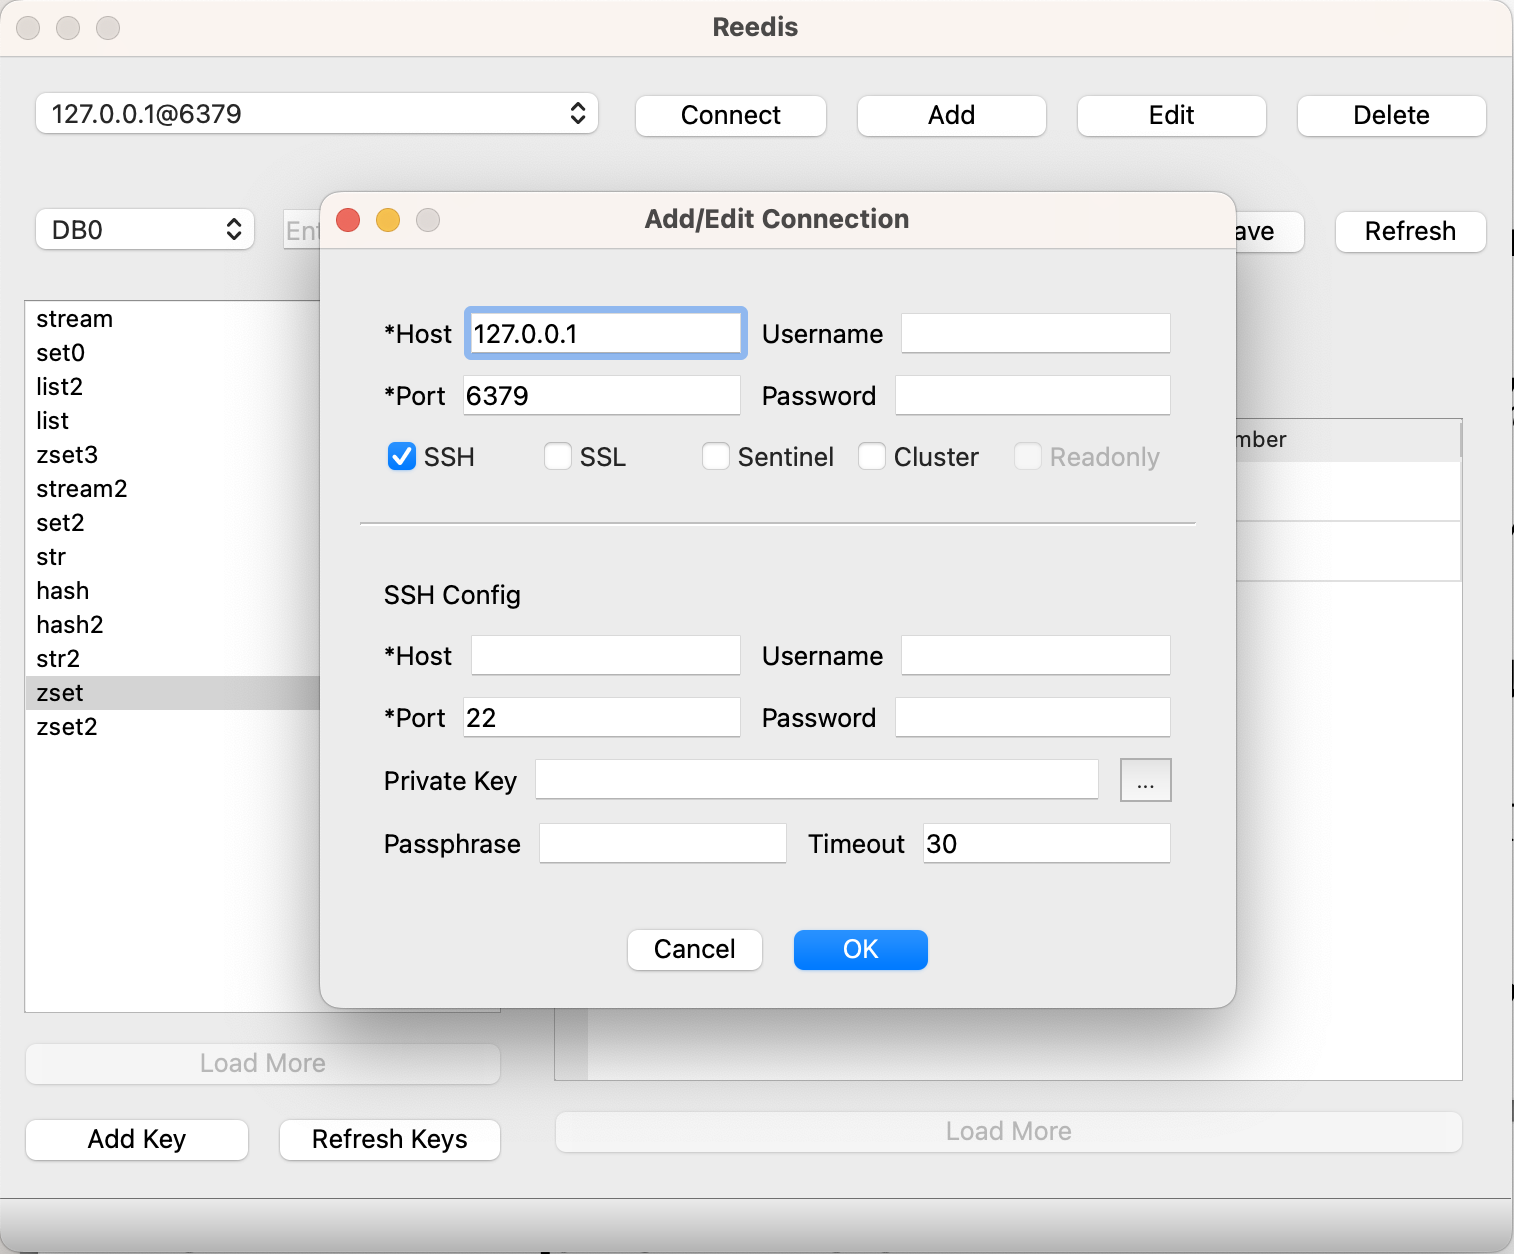 Reedis
127.0.0.1@6379
Connect
Add
Edit
Delete
DB0
Refresh
Add/Edit Connection
*Host 127.0.0.1 Username
*Port 6379 Password
SSH SSL Sentinel Cluster Readonly
SSH Config
*Host Username
*Port 22 Password
Private Key ...
Passphrase Timeout 30
Cancel OK
stream
set0
list2
list
zset3
stream2
set2
str
hash
hash2
str2
zset
zset2
Load More
Add Key Refresh Keys
Load More